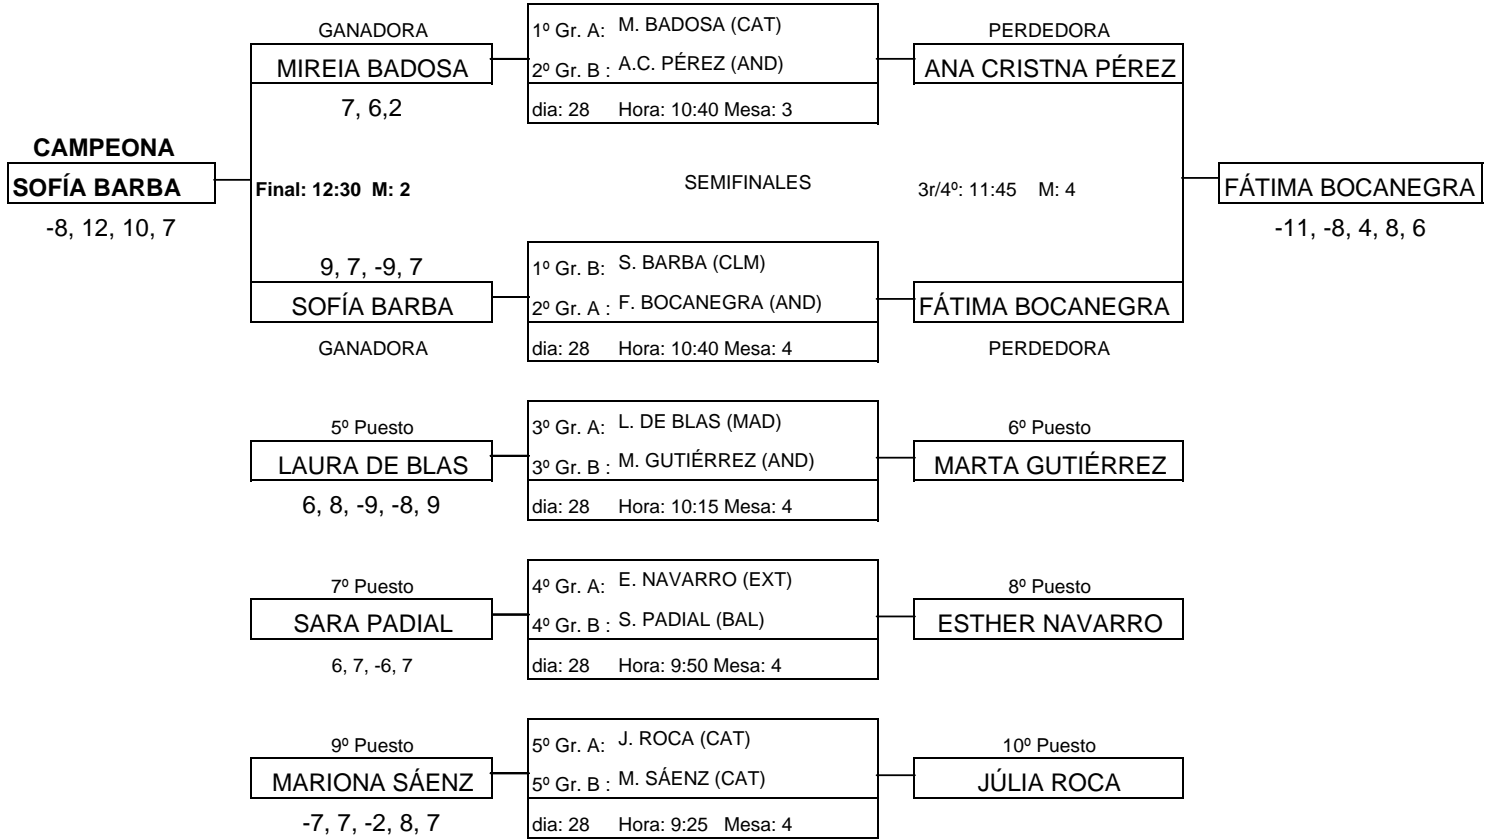 GANADORA
1º Gr. A: M. BADOSA (CAT)
PERDEDORA
MIREIA BADOSA
2º Gr. B : A.C. PÉREZ (AND)
ANA CRISTNA PÉREZ
7, 6,2
dia: 28 Hora: 10:40 Mesa: 3
CAMPEONA
SOFÍA BARBA
Final: 12:30 M: 2
SEMIFINALES
3r/4º: 11:45 M: 4
FÁTIMA BOCANEGRA
-8, 12, 10, 7
-11, -8, 4, 8, 6
9, 7, -9, 7
1º Gr. B: S. BARBA (CLM)
SOFÍA BARBA
2º Gr. A : F. BOCANEGRA (AND)
FÁTIMA BOCANEGRA
GANADORA
dia: 28 Hora: 10:40 Mesa: 4
PERDEDORA
5º Puesto
3º Gr. A: L. DE BLAS (MAD)
6º Puesto
LAURA DE BLAS
3º Gr. B : M. GUTIÉRREZ (AND)
MARTA GUTIÉRREZ
6, 8, -9, -8, 9
dia: 28 Hora: 10:15 Mesa: 4
7º Puesto
4º Gr. A: E. NAVARRO (EXT)
8º Puesto
SARA PADIAL
4º Gr. B : S. PADIAL (BAL)
ESTHER NAVARRO
6, 7, -6, 7
dia: 28 Hora: 9:50 Mesa: 4
9º Puesto
5º Gr. A: J. ROCA (CAT)
10º Puesto
MARIONA SÁENZ
5º Gr. B : M. SÁENZ (CAT)
JÚLIA ROCA
-7, 7, -2, 8, 7
dia: 28 Hora: 9:25 Mesa: 4